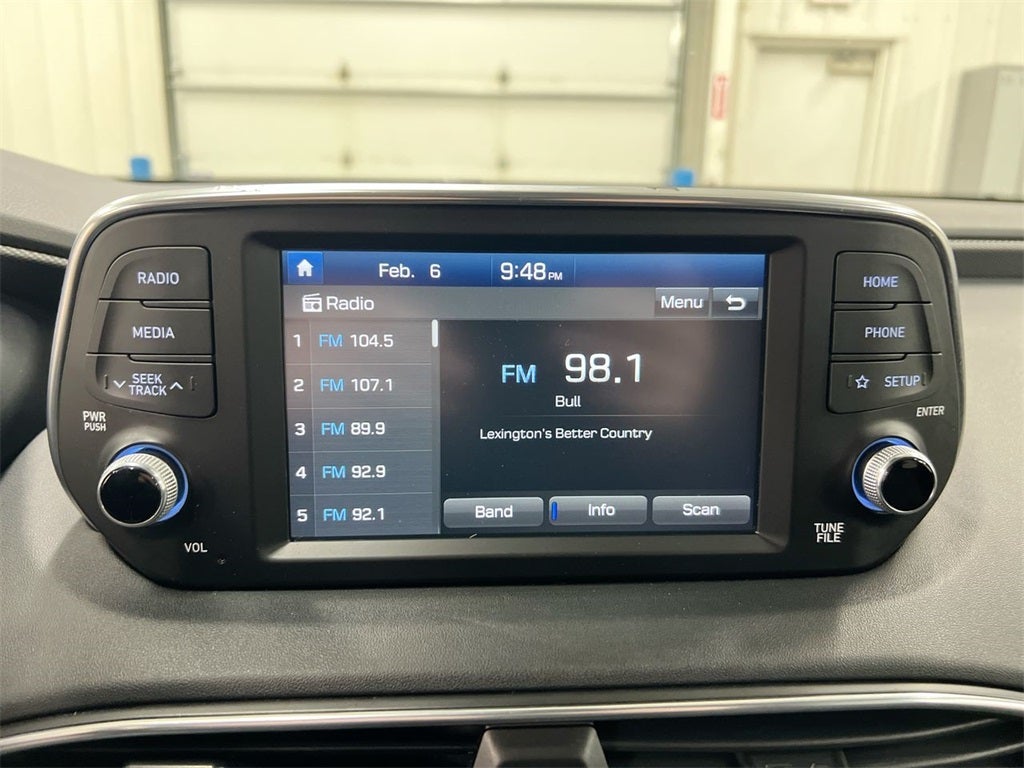 Feb. 6 9:48 PM
Radio Menu
1 FM 104.5
2 FM 107.1
3 FM 89.9
4 FM 92.9
5 FM 92.1
FM 98.1
Bull
Lexington's Better Country
Band Info Scan
RADIO
MEDIA
SEEK
TRACK
PWR
PUSH
VOL
HOME
PHONE
SETUP
ENTER
TUNE
FILE